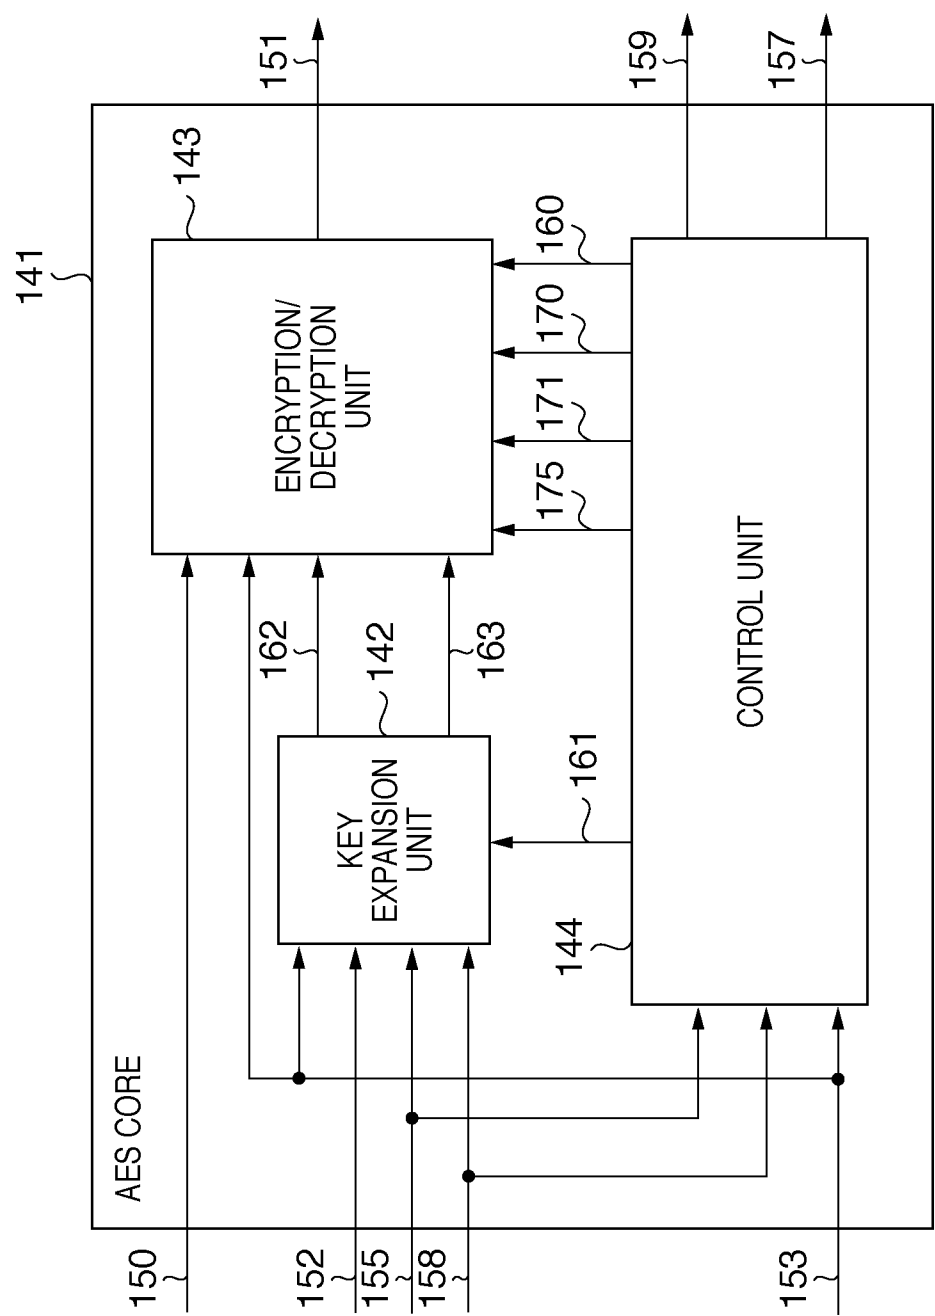 AES CORE
141
150
152
155
158
153
KEY
EXPANSION
UNIT
142
162
163
161
ENCRYPTION/
DECRYPTION
UNIT
143
175
171
170
160
CONTROL UNIT
144
151
159
157